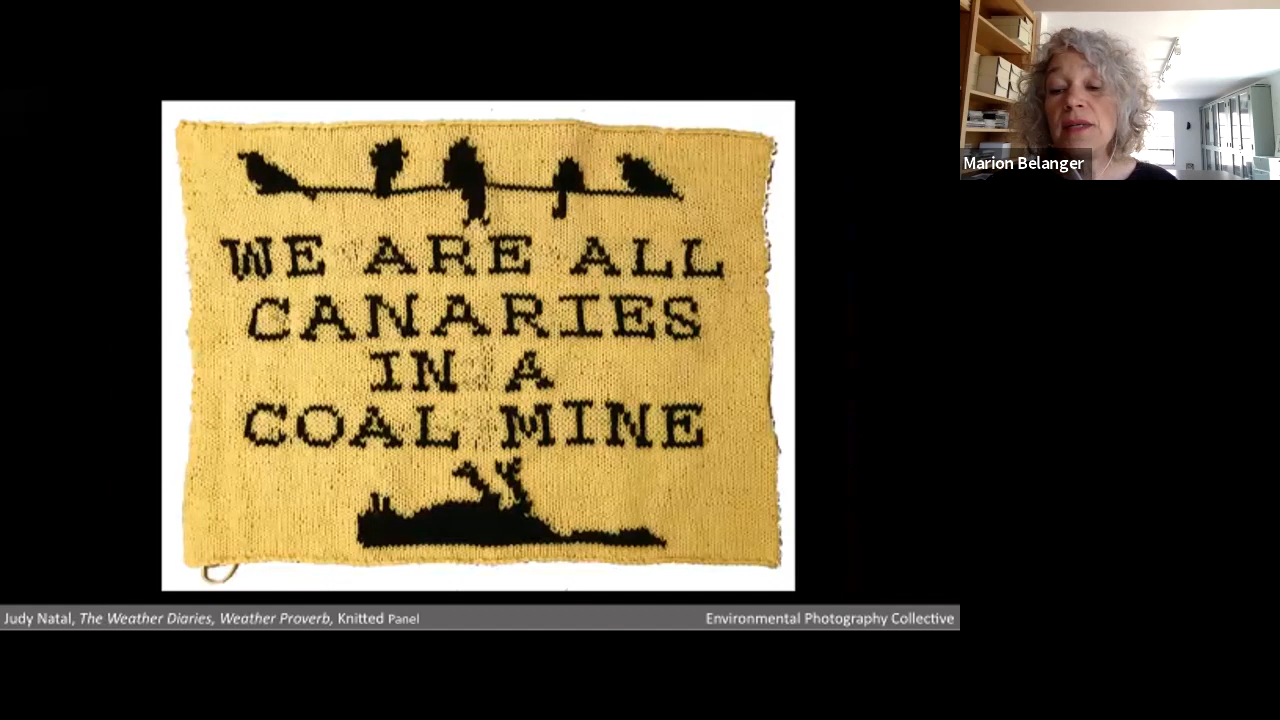 Marion Belanger
WE ARE ALL
CANARIES
IN A
COAL MINE
Judy Natal, The Weather Diaries, Weather Proverb, Knitted Panel
Environmental Photography Collective